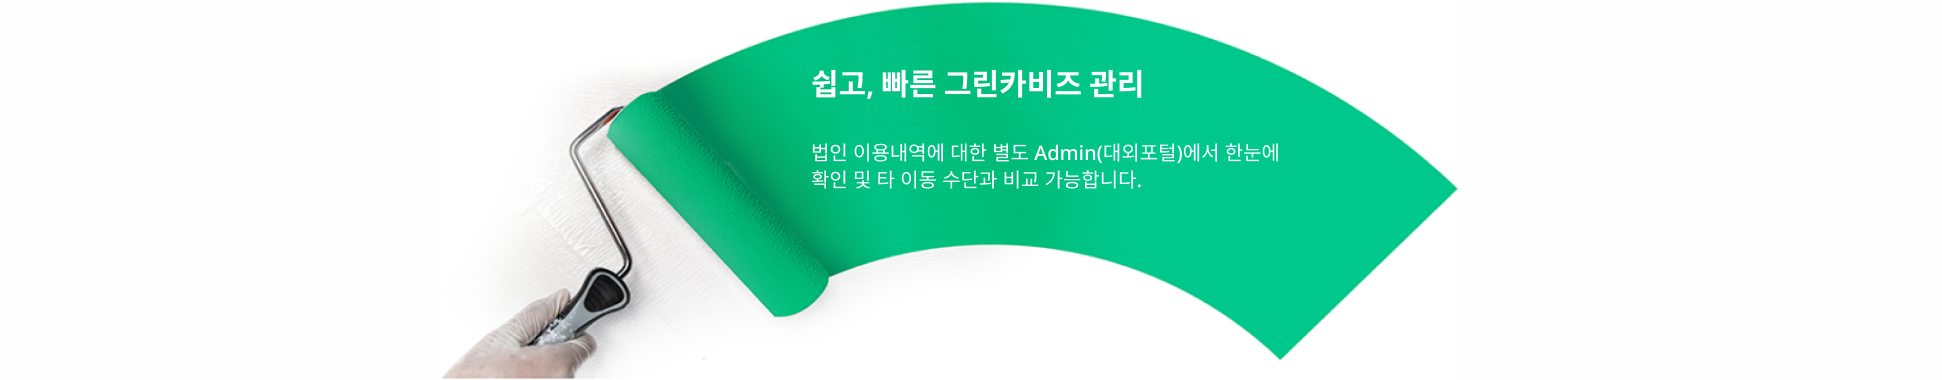 쉽고, 빠른 그린카비즈 관리
법인 이용내역에 대한 별도 Admin(대외포털)에서 한눈에
확인 및 타 이동 수단과 비교 가능합니다.